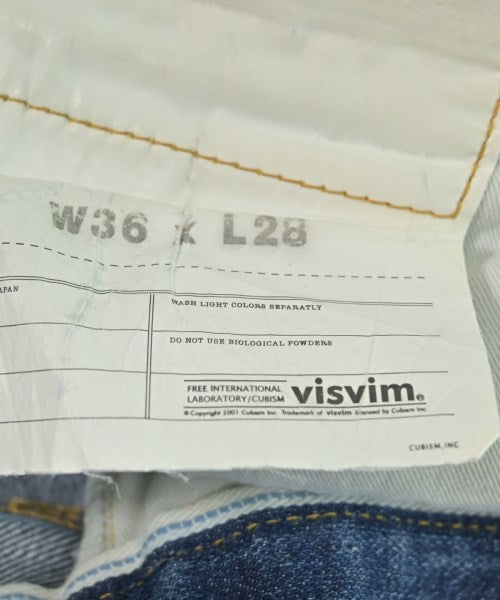 W36 x L28
JAPAN
WASH LIGHT COLORS SEPARATLY
DO NOT USE BIOLOGICAL POWDERS
FREE INTERNATIONAL
LABORATORY/CUBISM
visvim®
© Copyright 2001 Cubism Inc. Trademark of visvim licensed by Cubism Inc.
CUBISM,INC